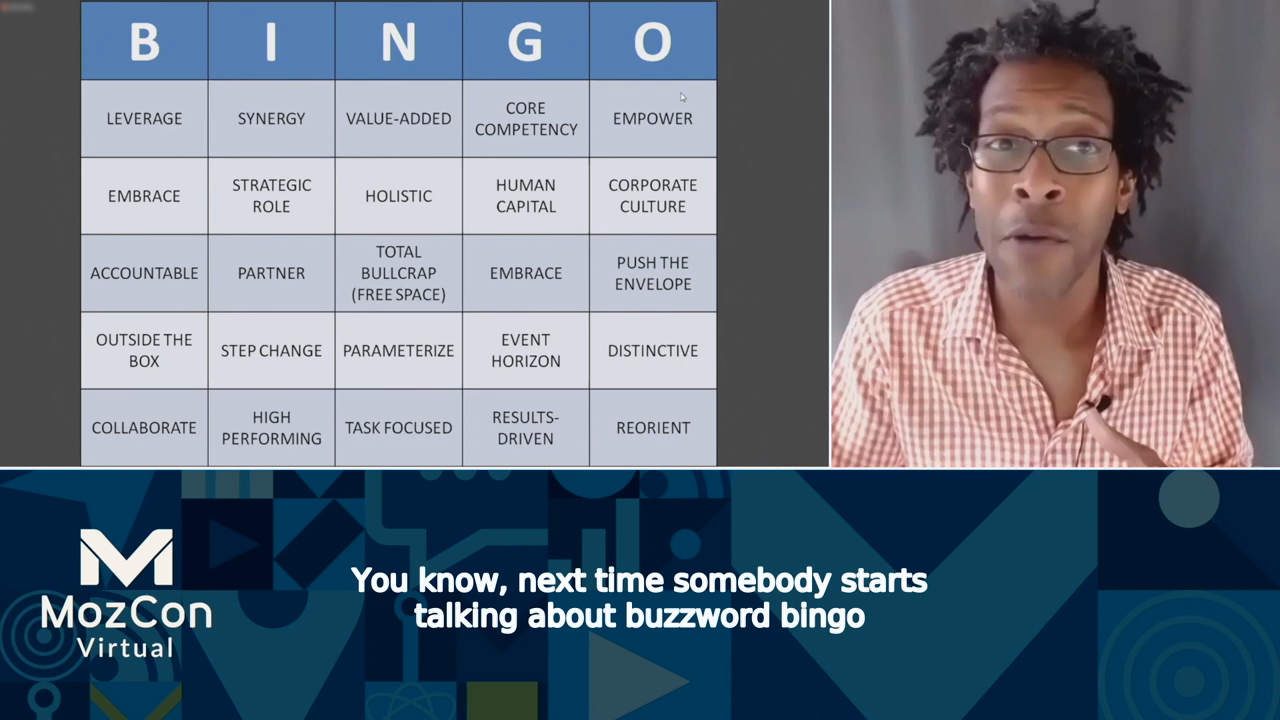 B I N G O
LEVERAGE
SYNERGY
VALUE-ADDED
CORE
COMPETENCY
EMPOWER
EMBRACE
STRATEGIC
ROLE
HOLISTIC
HUMAN
CAPITAL
CORPORATE
CULTURE
ACCOUNTABLE
PARTNER
TOTAL
BULLCRAP
(FREE SPACE)
EMBRACE
PUSH THE
ENVELOPE
OUTSIDE THE
BOX
STEP CHANGE
PARAMETERIZE
EVENT
HORIZON
DISTINCTIVE
COLLABORATE
HIGH
PERFORMING
TASK FOCUSED
RESULTS-
DRIVEN
REORIENT
M
MozCon
Virtual
You know, next time somebody starts
talking about buzzword bingo